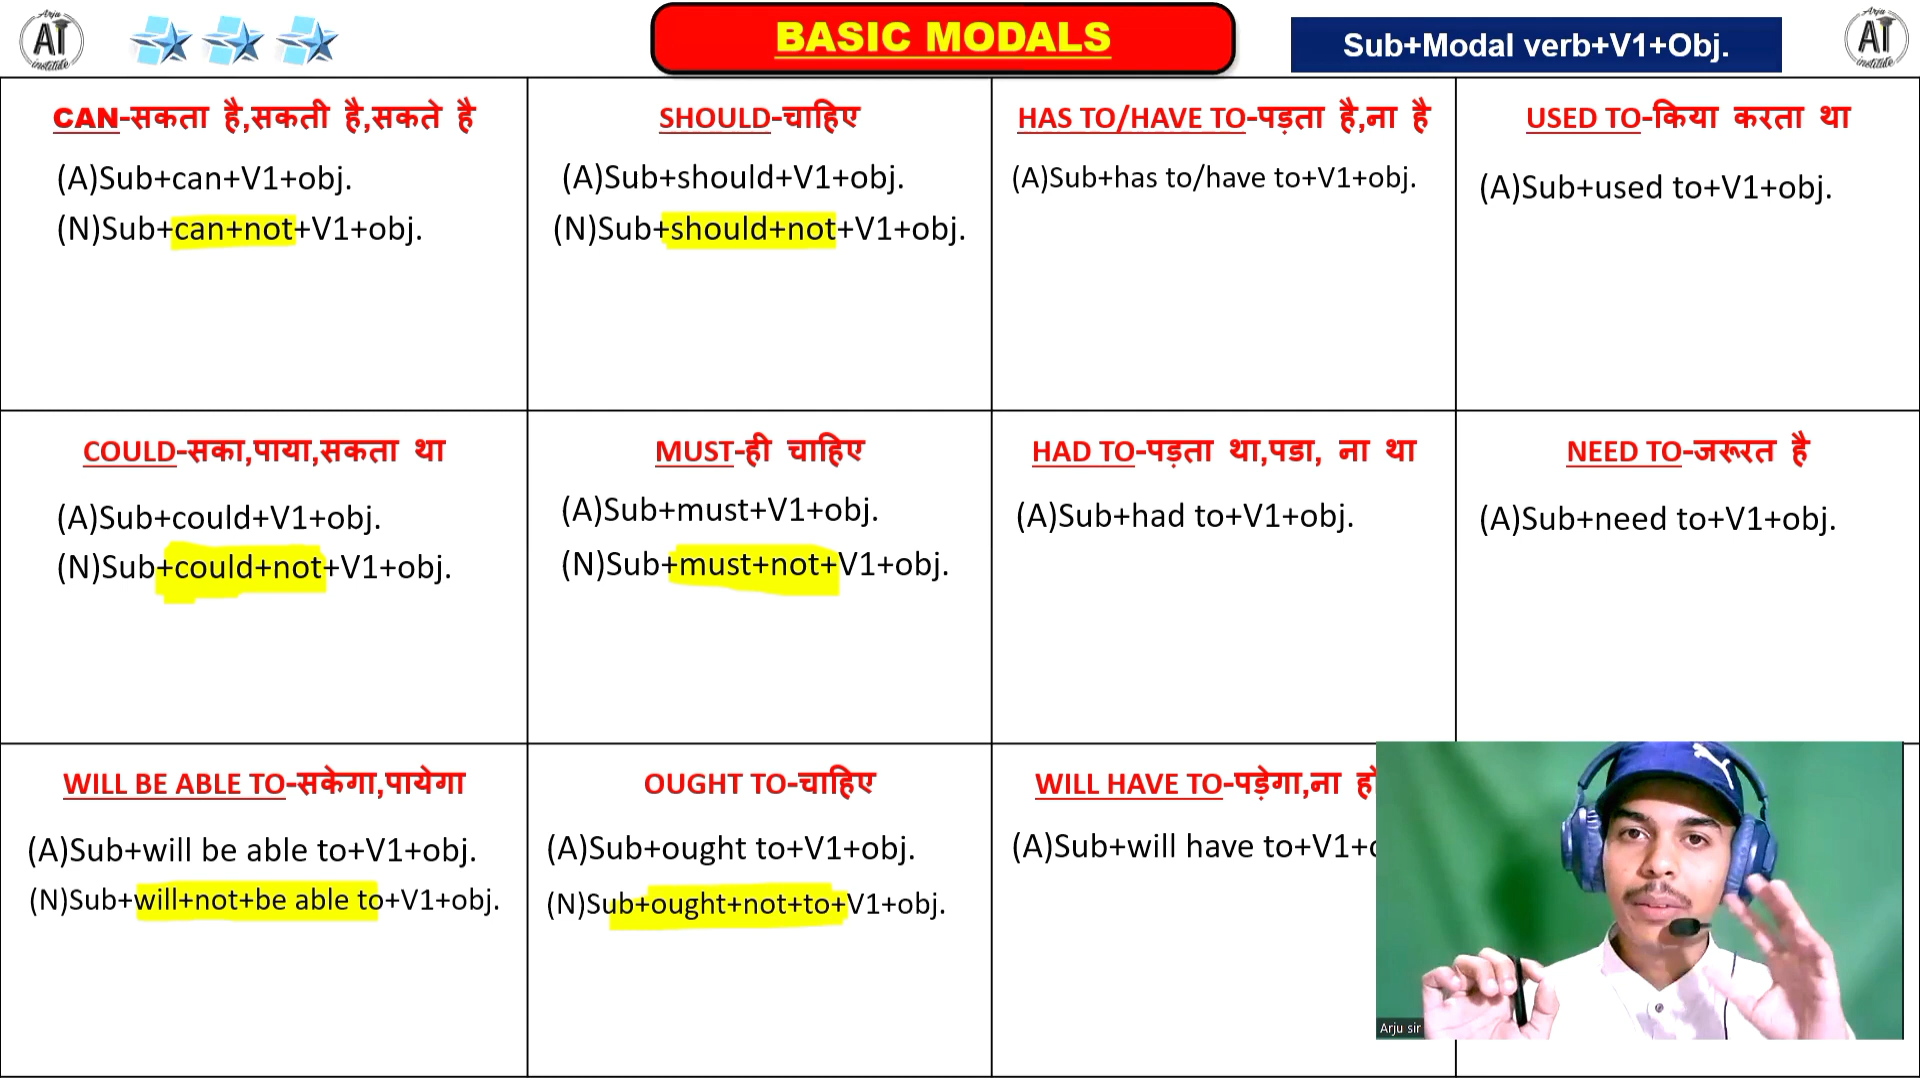 Arju
AT
institute
BASIC MODALS
Sub+Modal verb+V1+Obj.
Arju
AT
institute
CAN-सकता है,सकती है,सकते है
(A)Sub+can+V1+obj.
(N)Sub+can+not+V1+obj.
SHOULD-चाहिए
(A)Sub+should+V1+obj.
(N)Sub+should+not+V1+obj.
HAS TO/HAVE TO-पड़ता है,ना है
(A)Sub+has to/have to+V1+obj.
USED TO-किया करता था
(A)Sub+used to+V1+obj.
COULD-सका,पाया,सकता था
(A)Sub+could+V1+obj.
(N)Sub+could+not+V1+obj.
MUST-ही चाहिए
(A)Sub+must+V1+obj.
(N)Sub+must+not+V1+obj.
HAD TO-पड़ता था,पडा, ना था
(A)Sub+had to+V1+obj.
NEED TO-जरूरत है
(A)Sub+need to+V1+obj.
WILL BE ABLE TO-सकेगा,पायेगा
(A)Sub+will be able to+V1+obj.
(N)Sub+will+not+be able to+V1+obj.
OUGHT TO-चाहिए
(A)Sub+ought to+V1+obj.
(N)Sub+ought+not+to+V1+obj.
WILL HAVE TO-पड़ेगा,ना
(A)Sub+will have to+V1+
Arju sir